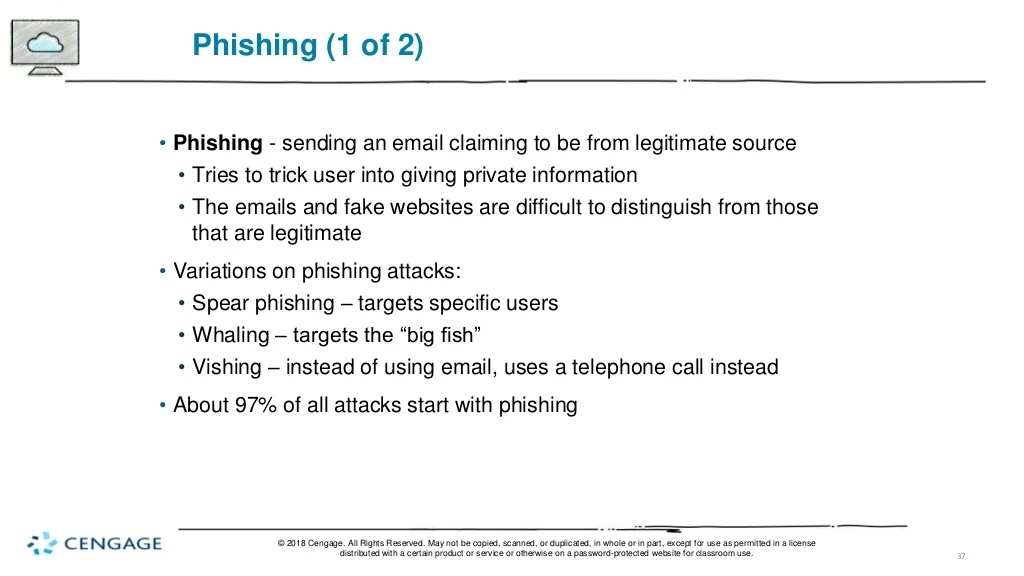 Phishing (1 of 2)
• Phishing - sending an email claiming to be from legitimate source
• Tries to trick user into giving private information
• The emails and fake websites are difficult to distinguish from those
that are legitimate
• Variations on phishing attacks:
• Spear phishing – targets specific users
• Whaling – targets the “big fish”
• Vishing – instead of using email, uses a telephone call instead
• About 97% of all attacks start with phishing
CENGAGE
© 2018 Cengage. All Rights Reserved. May not be copied, scanned, or duplicated, in whole or in part, except for use as permitted in a license
distributed with a certain product or service or otherwise on a password-protected website for classroom use.
37